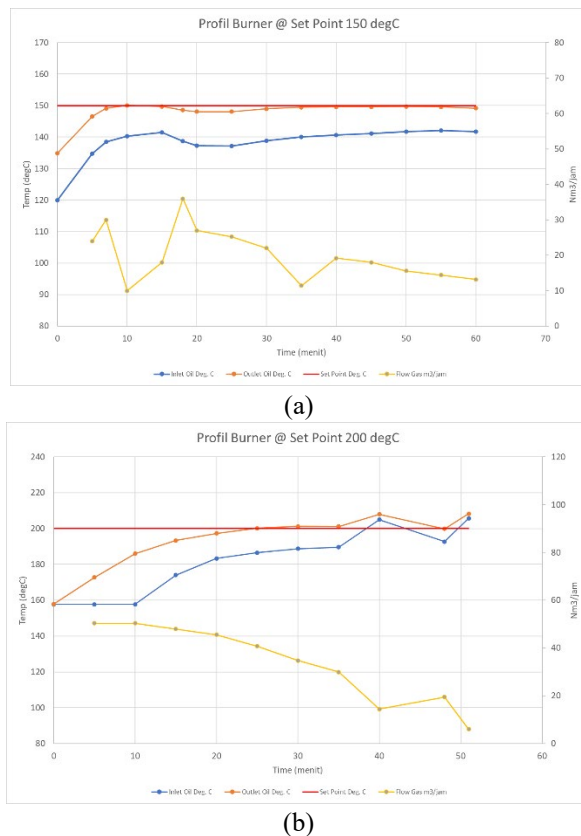 Profil Burner @ Set Point 150 degC
170
160
150
140
130
120
110
100
90
80
Temp (degC)
80
70
60
50
40
30
20
10
0
Nm3/jam
0 10 20 30 40 50 60 70
Time (menit)
Inlet Oil Deg. C Outlet Oil Deg. C Set Point Deg. C Flow Gas m3/jam
(a)
Profil Burner @ Set Point 200 degC
240
220
200
180
160
140
120
100
80
Temp (degC)
120
100
80
60
40
20
0
Nm3/jam
0 10 20 30 40 50 60
Time (menit)
Inlet Oil Deg. C Outlet Oil Deg. C Set Point Deg. C Flow Gas m3/jam
(b)